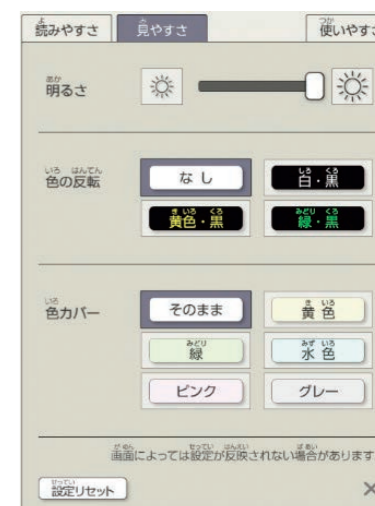 読みやすさ 見やすさ 使いやす
明るさ
色の反転 なし 白・黒
黄色・黒 緑・黒
色カバー そのまま 黄色
緑 水色
ピンク グレー
画面によっては設定が反映されない場合があります
設定リセット ×